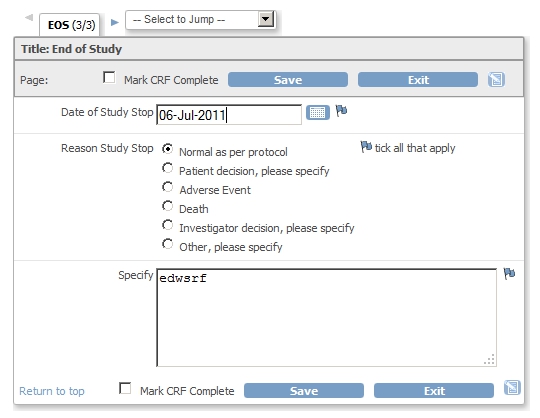 EOS (3/3) -- Select to Jump --
Title: End of Study
Page: Mark CRF Complete Save Exit
Date of Study Stop 06-Jul-2011
Reason Study Stop Normal as per protocol tick all that apply
Patient decision, please specify
Adverse Event
Death
Investigator decision, please specify
Other, please specify
Specify edwsrf
Return to top Mark CRF Complete Save Exit